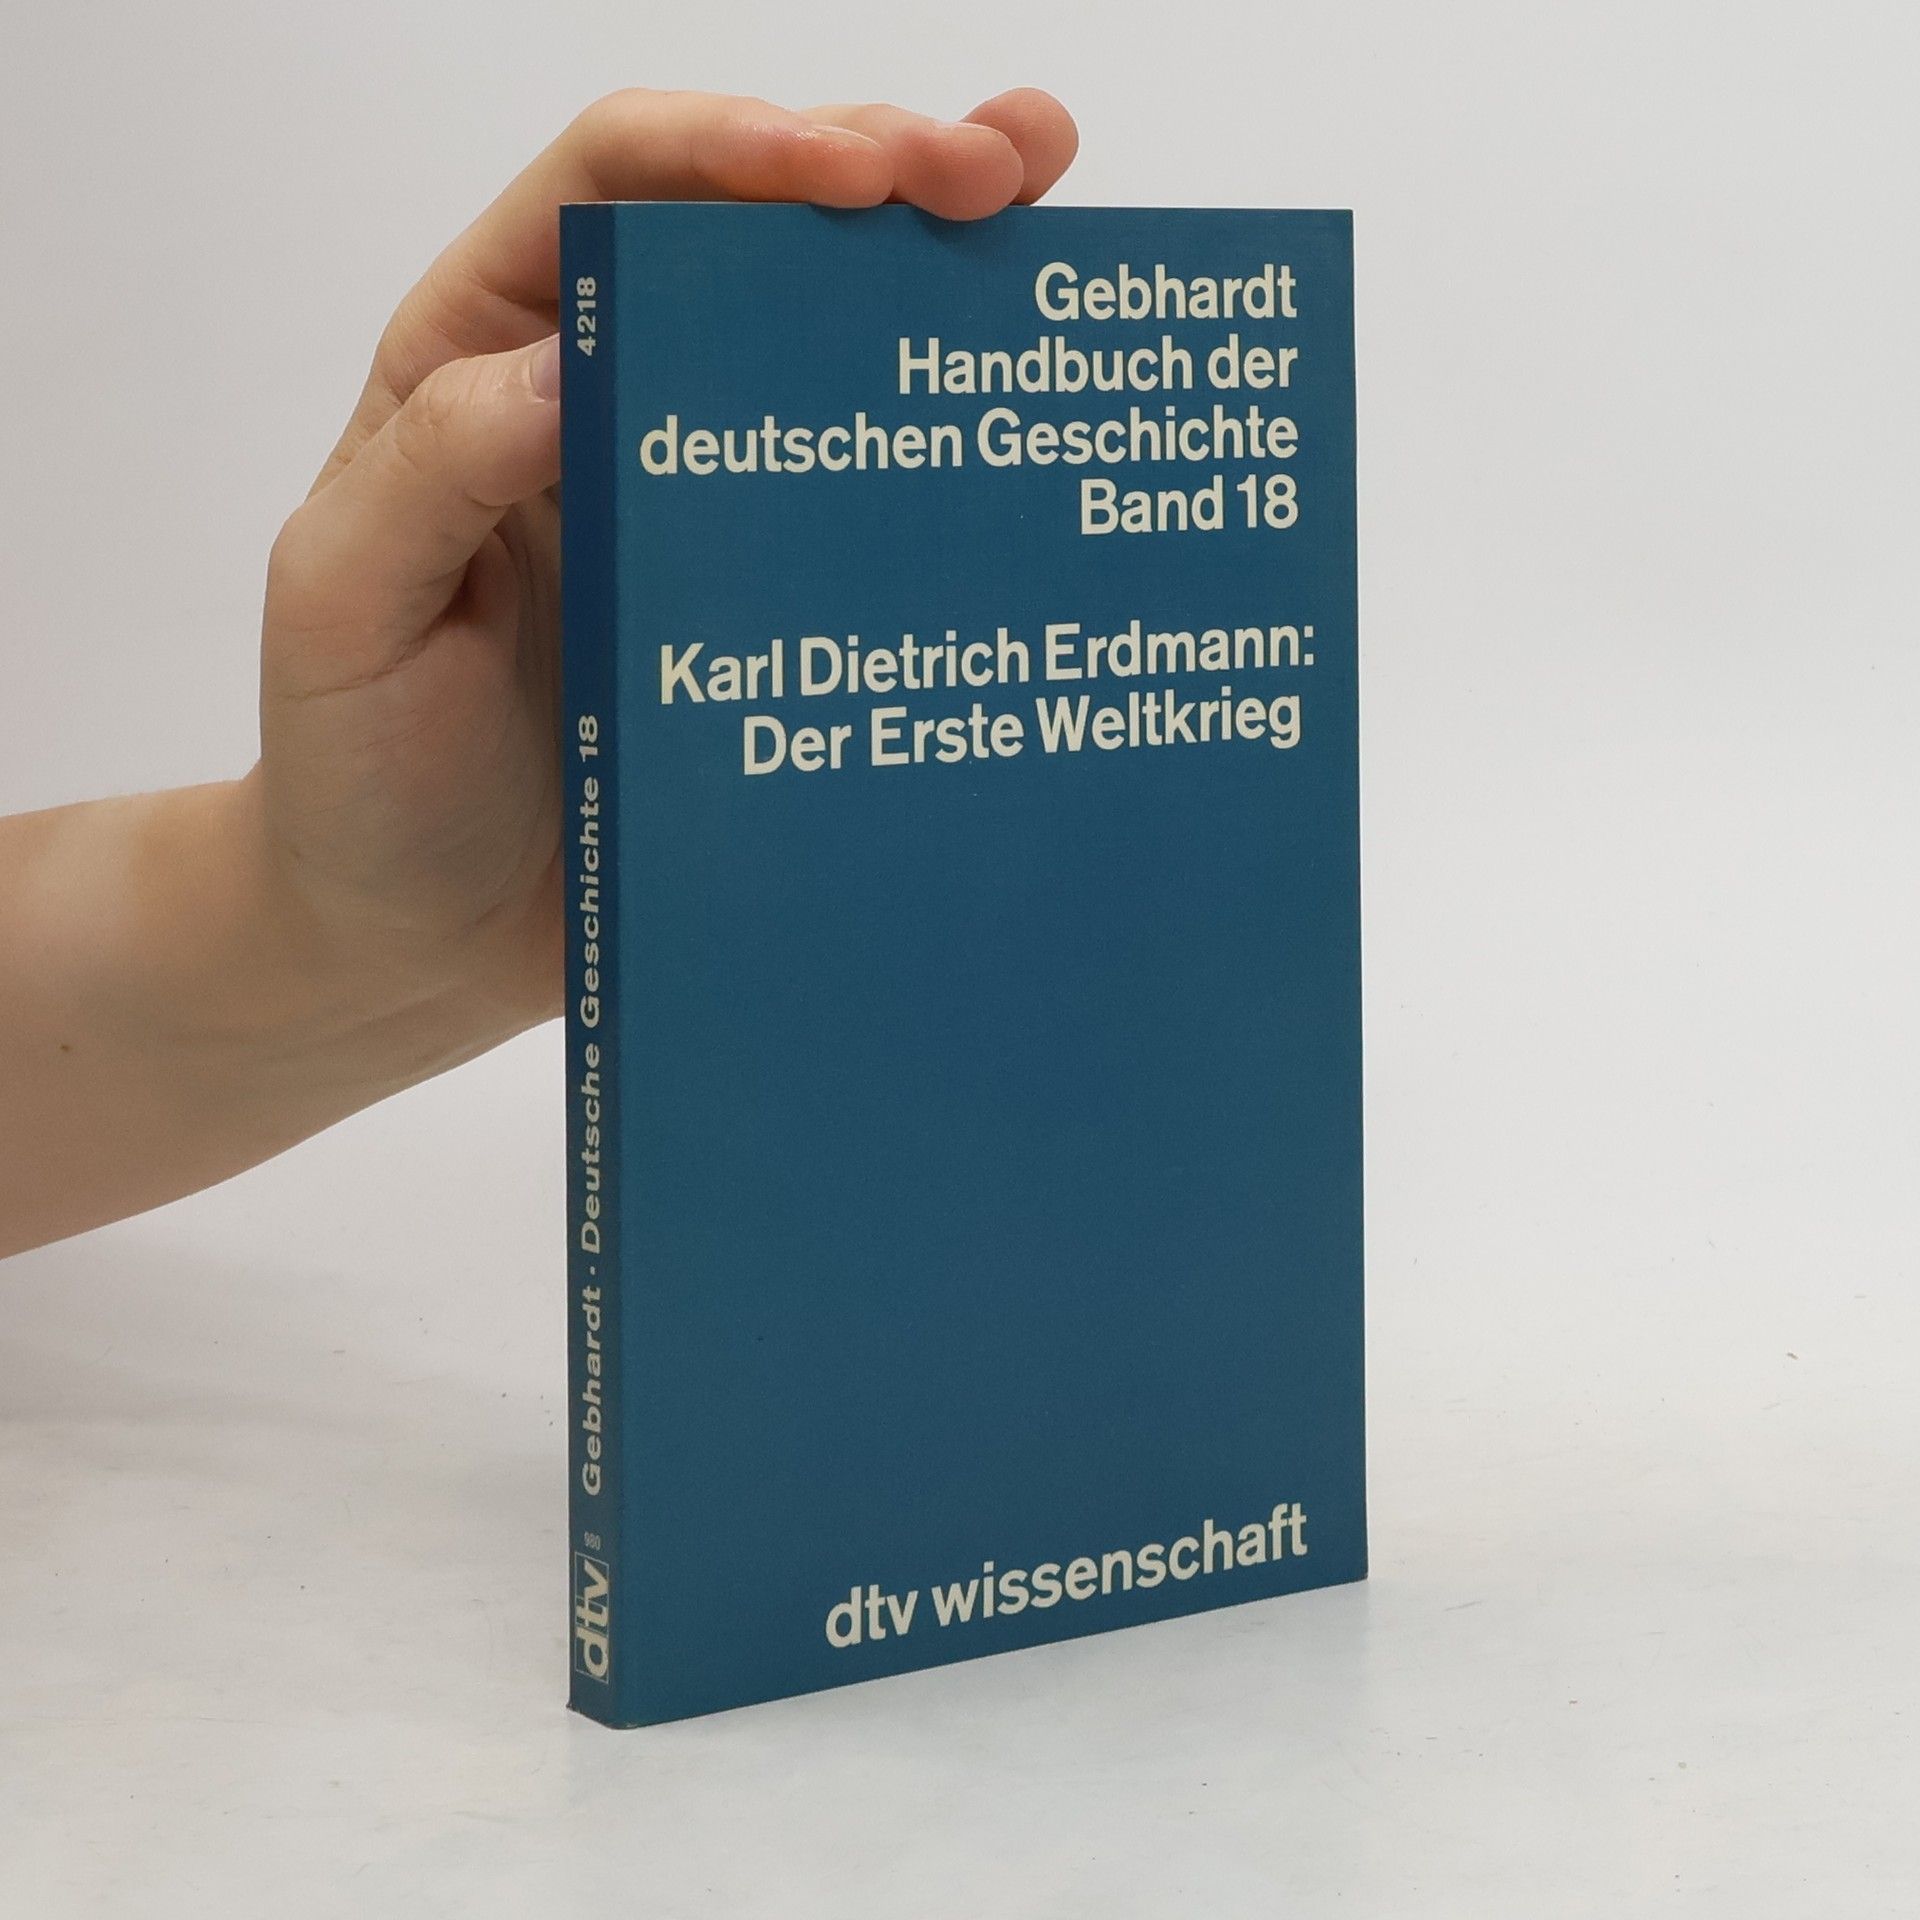 Gebhardt
Handbuch der
deutschen Geschichte
Band 18
Karl Dietrich Erdmann:
Der Erste Weltkrieg
dtv wissenschaft
4218
Gebhardt · Deutsche Geschichte 18
980
dtv